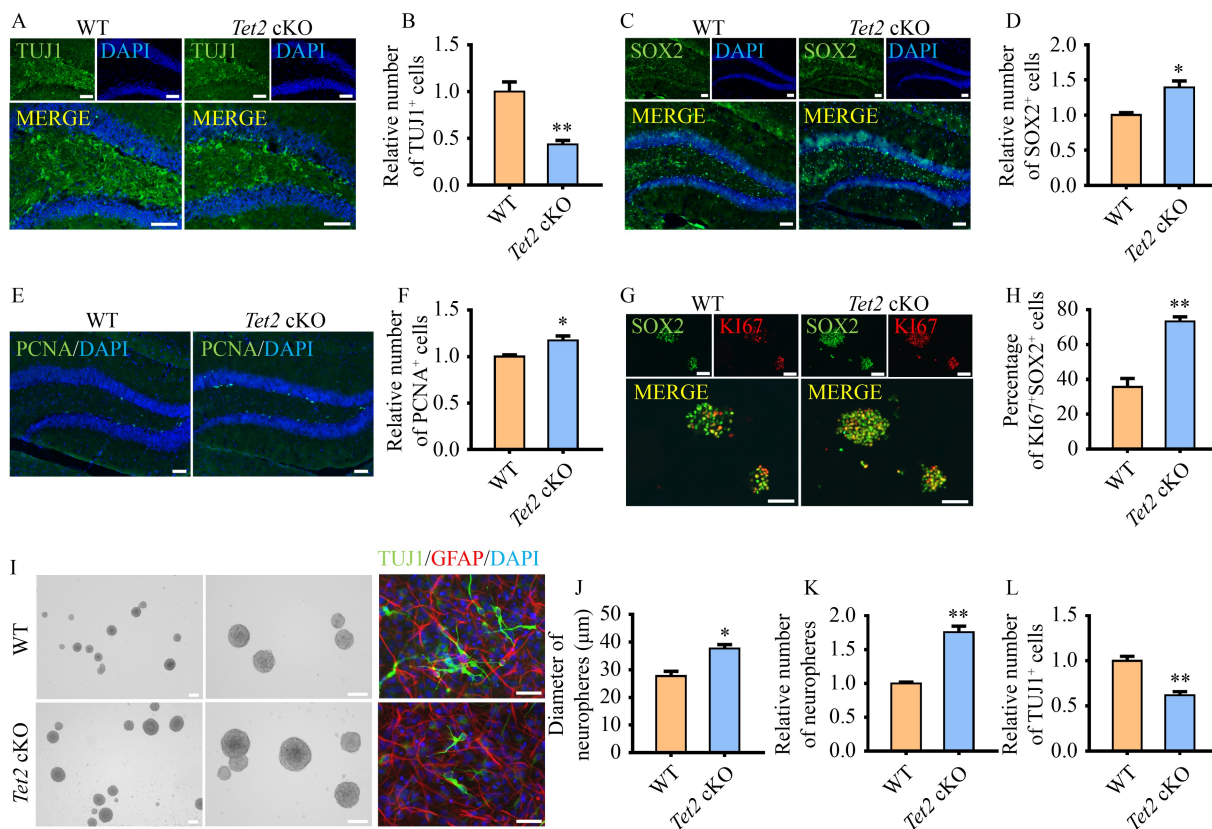 A
WT
Tet2 cKO
TUJ1
DAPI
TUJ1
DAPI
MERGE
MERGE
B
Relative number
of TUJ1⁺ cells
1.5
1.0
0.5
0.0
**
WT
Tet2 cKO
C
WT
Tet2 cKO
SOX2
DAPI
SOX2
DAPI
MERGE
MERGE
D
Relative number
of SOX2⁺ cells
2.0
1.5
1.0
0.5
0.0
*
WT
Tet2 cKO
E
WT
Tet2 cKO
PCNA/DAPI
PCNA/DAPI
F
Relative number
of PCNA⁺ cells
1.5
1.0
0.5
0.0
*
WT
Tet2 cKO
G
WT
Tet2 cKO
SOX2
KI67
SOX2
KI67
MERGE
MERGE
H
Percentage
of KI67⁺SOX2⁺ cells
80
60
40
20
0
**
WT
Tet2 cKO
I
TUJ1/GFAP/DAPI
WT
Tet2 cKO
J
Diameter of
neuropheres (μm)
50
40
30
20
10
0
*
WT
Tet2 cKO
K
Relative number
of neuropheres
2.0
1.5
1.0
0.5
0.0
**
WT
Tet2 cKO
L
Relative number
of TUJ1⁺ cells
1.5
1.0
0.5
0.0
**
WT
Tet2 cKO